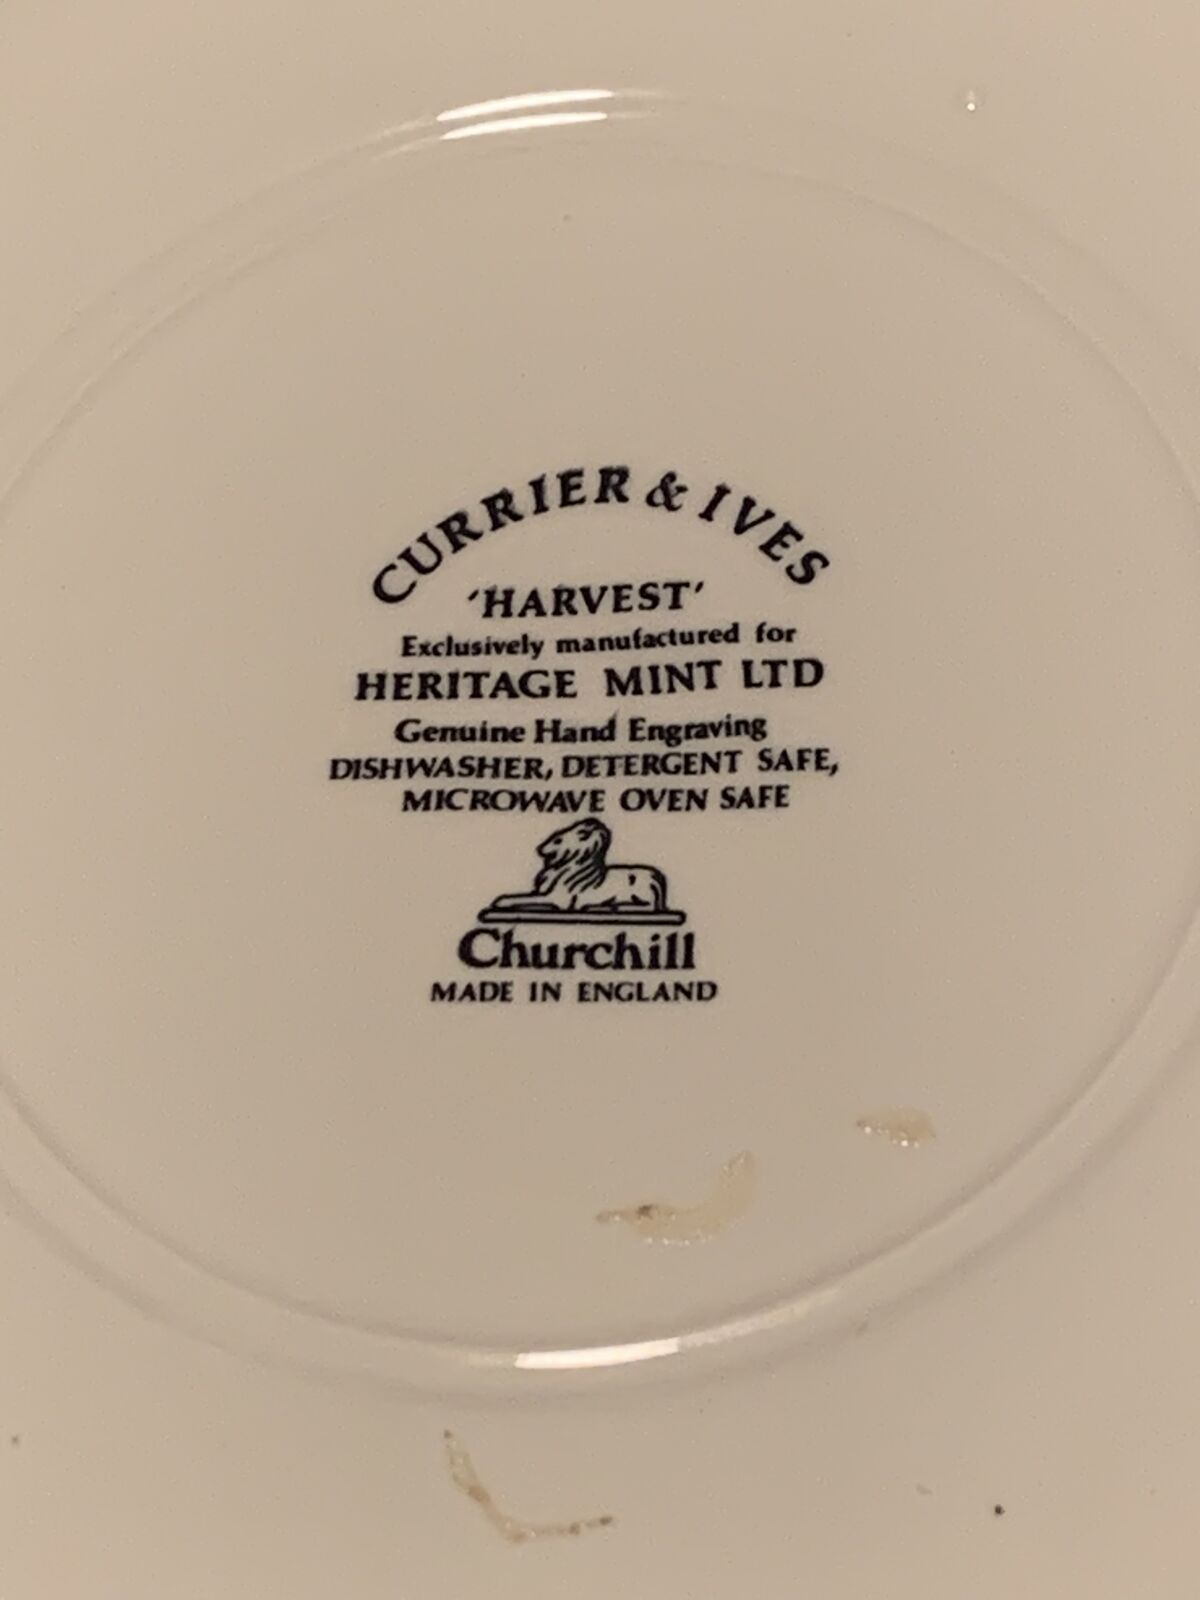 CURRIER & IVES
'HARVEST'
Exclusively manufactured for
HERITAGE MINT LTD
Genuine Hand Engraving
DISHWASHER, DETERGENT SAFE,
MICROWAVE OVEN SAFE
Churchill
MADE IN ENGLAND